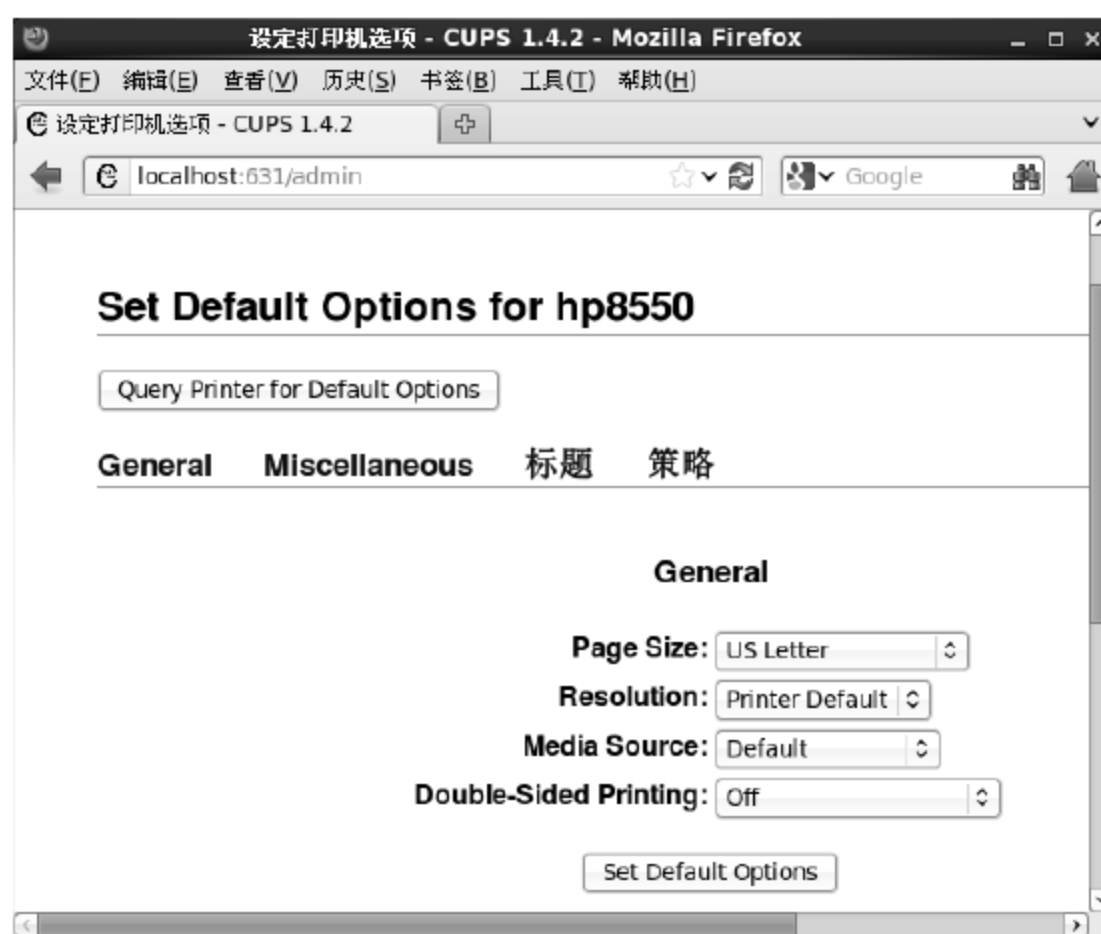 设定打印机选项 - CUPS 1.4.2 - Mozilla Firefox
文件(F) 编辑(E) 查看(V) 历史(S) 书签(B) 工具(T) 帮助(H)
设定打印机选项 - CUPS 1.4.2
localhost:631/admin Google
Set Default Options for hp8550
Query Printer for Default Options
General Miscellaneous 标题 策略
General
Page Size: US Letter
Resolution: Printer Default
Media Source: Default
Double-Sided Printing: Off
Set Default Options